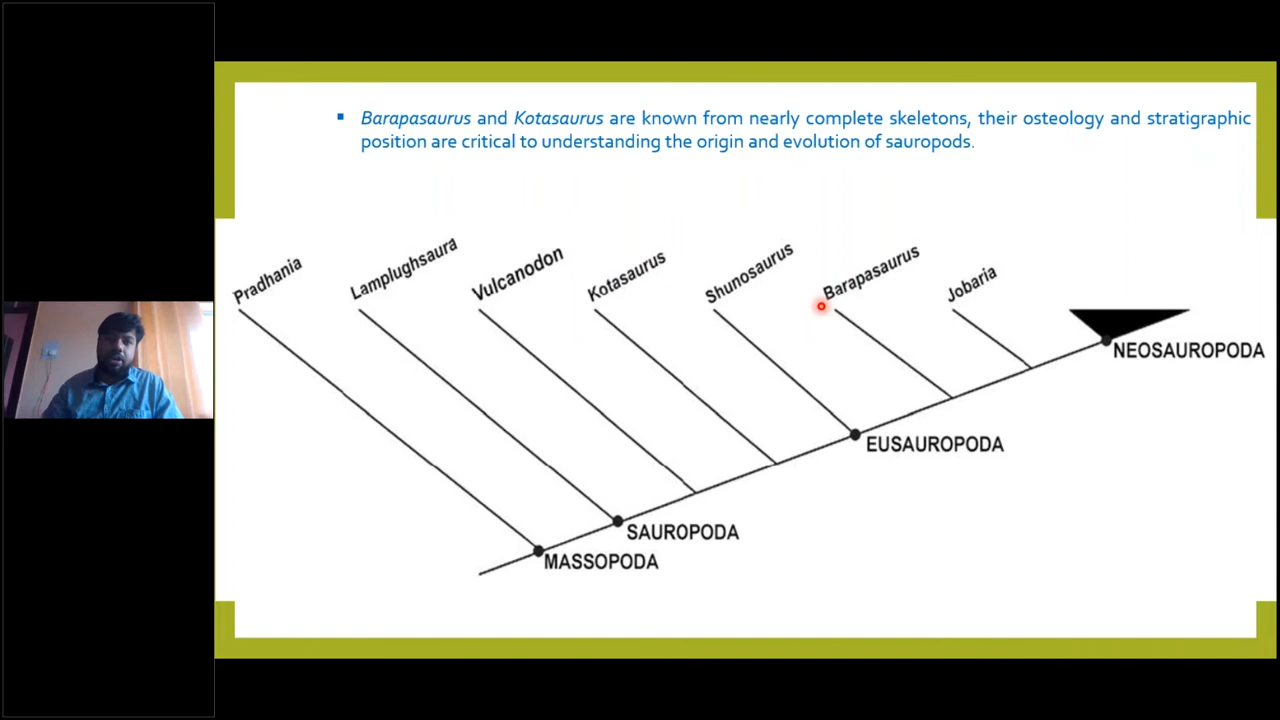 ▪ Barapasaurus and Kotasaurus are known from nearly complete skeletons, their osteology and stratigraphic
position are critical to understanding the origin and evolution of sauropods.
Pradhania
Lamplughsaura
Vulcanodon
Kotasaurus
Shunosaurus
Barapasaurus
Jobaria
NEOSAUROPODA
EUSAUROPODA
SAUROPODA
MASSOPODA